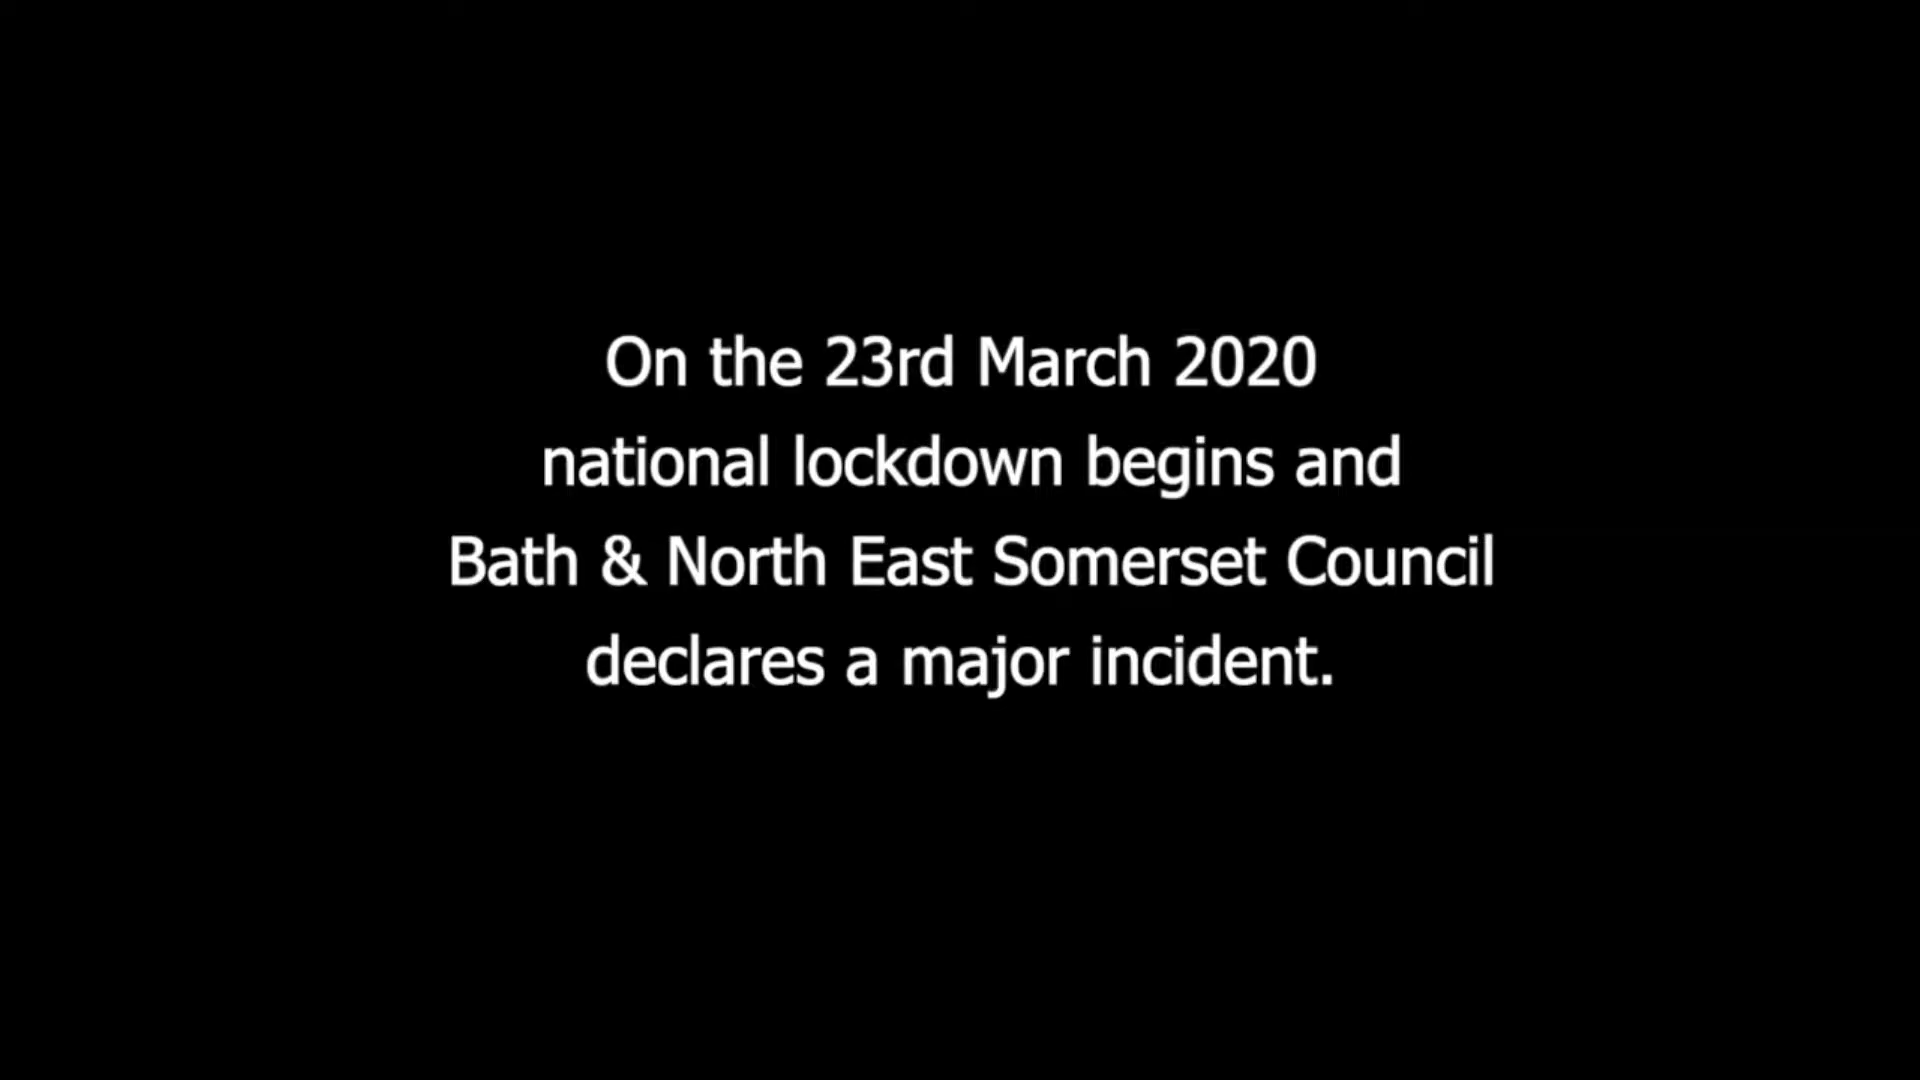 On the 23rd March 2020
national lockdown begins and
Bath & North East Somerset Council
declares a major incident.